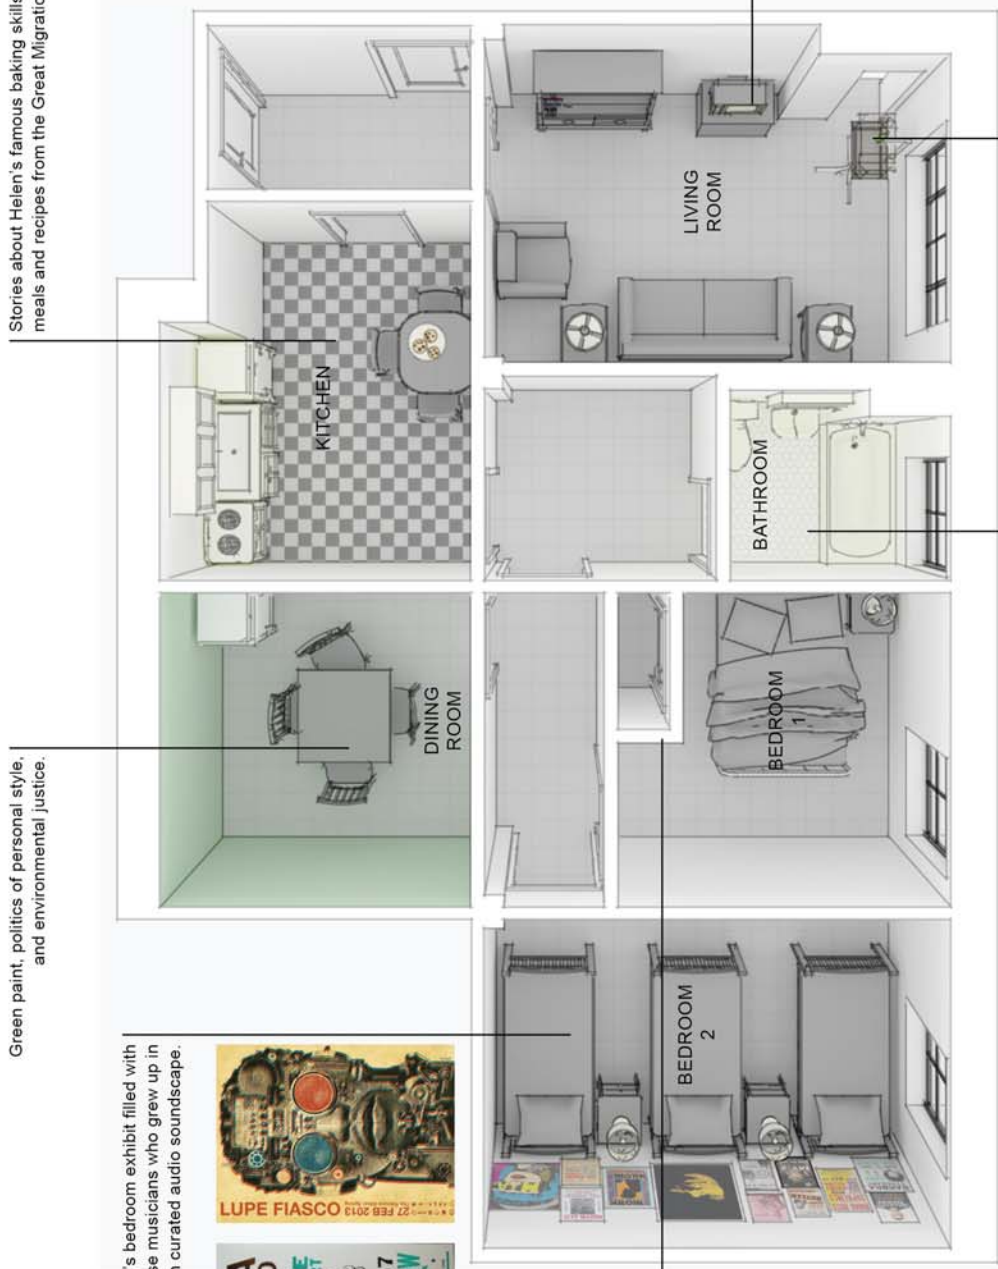 Stories about Helen's famous baking skills
meals and recipes from the Great Migratio
Green paint, politics of personal style,
and environmental justice.
's bedroom exhibit filled with
se musicians who grew up in
curated audio soundscape.
KITCHEN
LIVING
ROOM
DINING
ROOM
BATHROOM
BEDROOM
1
BEDROOM
2
LUPE FIASCO
27 FEB 2013